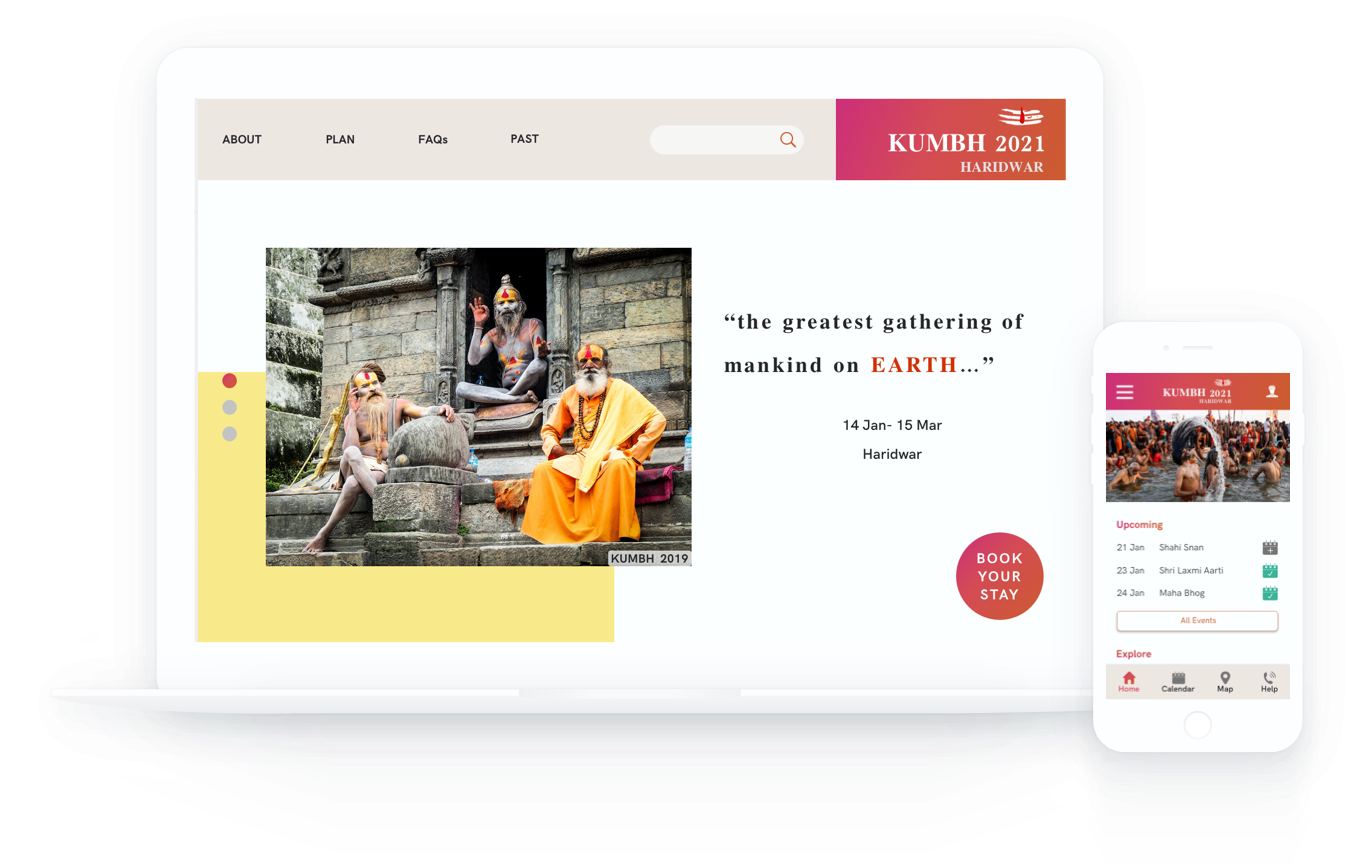 ABOUT PLAN FAQs PAST
KUMBH 2021
HARIDWAR
“the greatest gathering of
mankind on EARTH...”
14 Jan- 15 Mar
Haridwar
KUMBH 2019
BOOK
YOUR
STAY
KUMBH 2021
HARIDWAR
Upcoming
21 Jan Shahi Snan
23 Jan Shri Laxmi Aarti
24 Jan Maha Bhog
All Events
Explore
Home Calendar Map Help